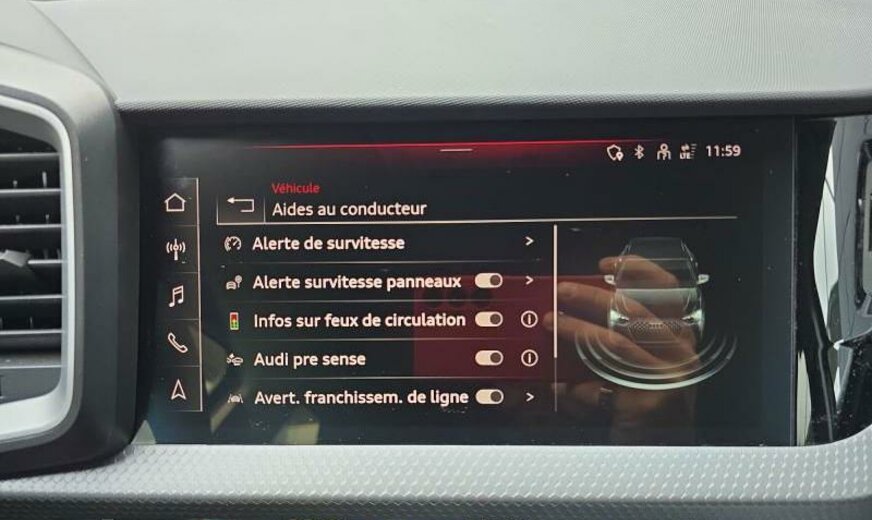 11:59
Véhicule
Aides au conducteur
Alerte de survitesse
Alerte survitesse panneaux
Infos sur feux de circulation
Audi pre sense
Avert. franchissem. de ligne